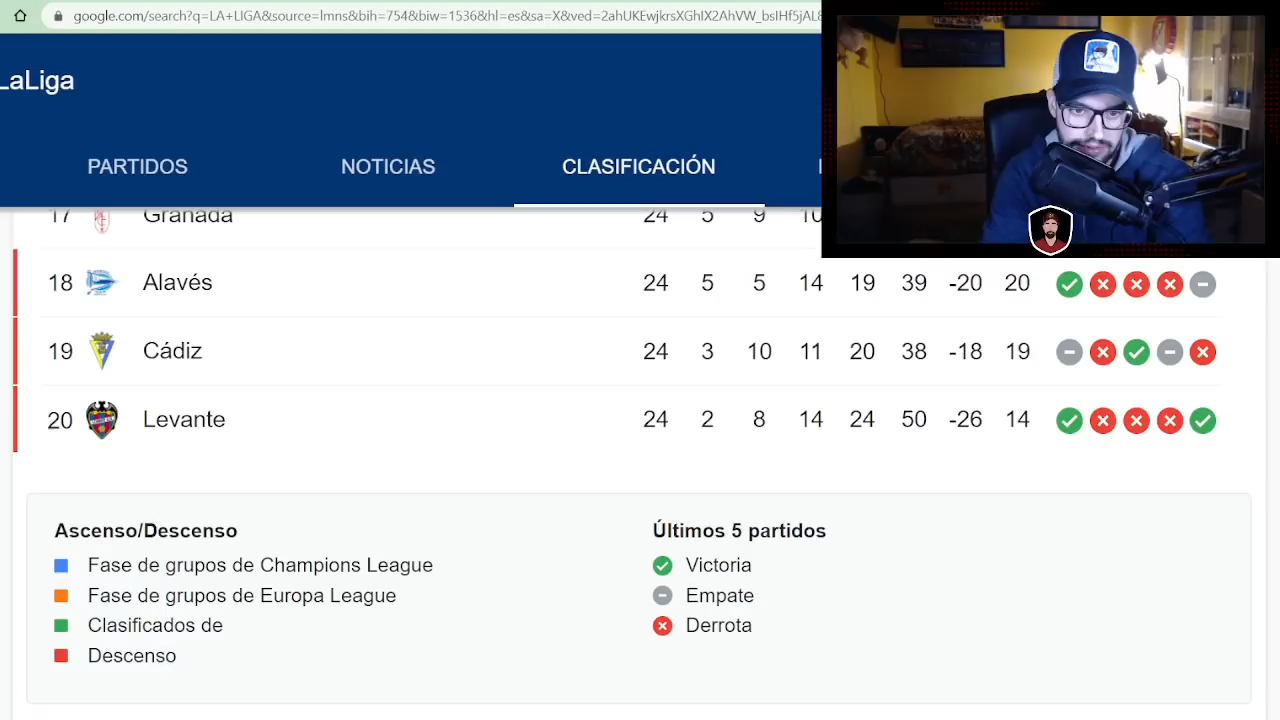 google.com/search?q=LA+LIGA&source=lmns&bih=754&biw=1536&hl=es&sa=X&ved=2ahUKEwjkrsXGhIX2AhVW_bsIHf5jAL8
LaLiga
PARTIDOS NOTICIAS CLASIFICACIÓN
17 Granada 24 5 9 10
18 Alavés 24 5 5 14 19 39 -20 20
19 Cádiz 24 3 10 11 20 38 -18 19
20 Levante 24 2 8 14 24 50 -26 14
Ascenso/Descenso
Fase de grupos de Champions League
Fase de grupos de Europa League
Clasificados de
Descenso
Últimos 5 partidos
Victoria
Empate
Derrota